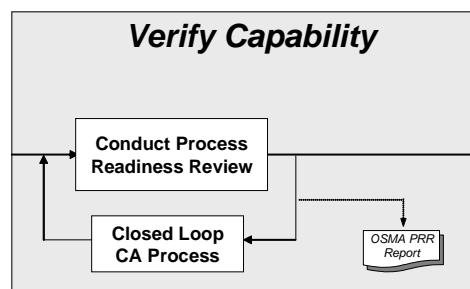 Verify Capability
Conduct Process
Readiness Review
Closed Loop
CA Process
OSMA PRR
Report